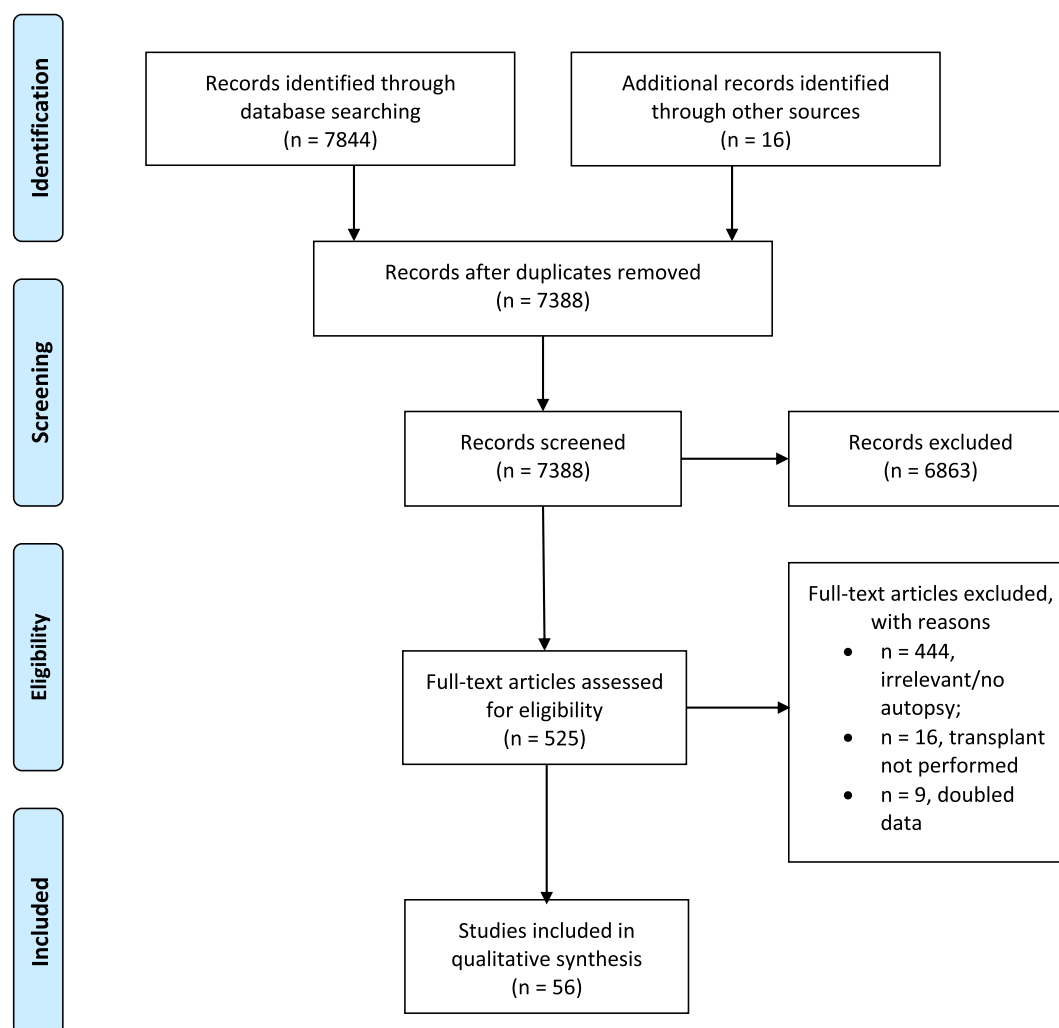 Identification
Records identified through
database searching
(n = 7844)
Additional records identified
through other sources
(n = 16)
Records after duplicates removed
(n = 7388)
Screening
Records screened
(n = 7388)
Records excluded
(n = 6863)
Eligibility
Full-text articles assessed
for eligibility
(n = 525)
Full-text articles excluded,
with reasons
• n = 444,
irrelevant/no
autopsy;
• n = 16, transplant
not performed
• n = 9, doubled
data
Included
Studies included in
qualitative synthesis
(n = 56)